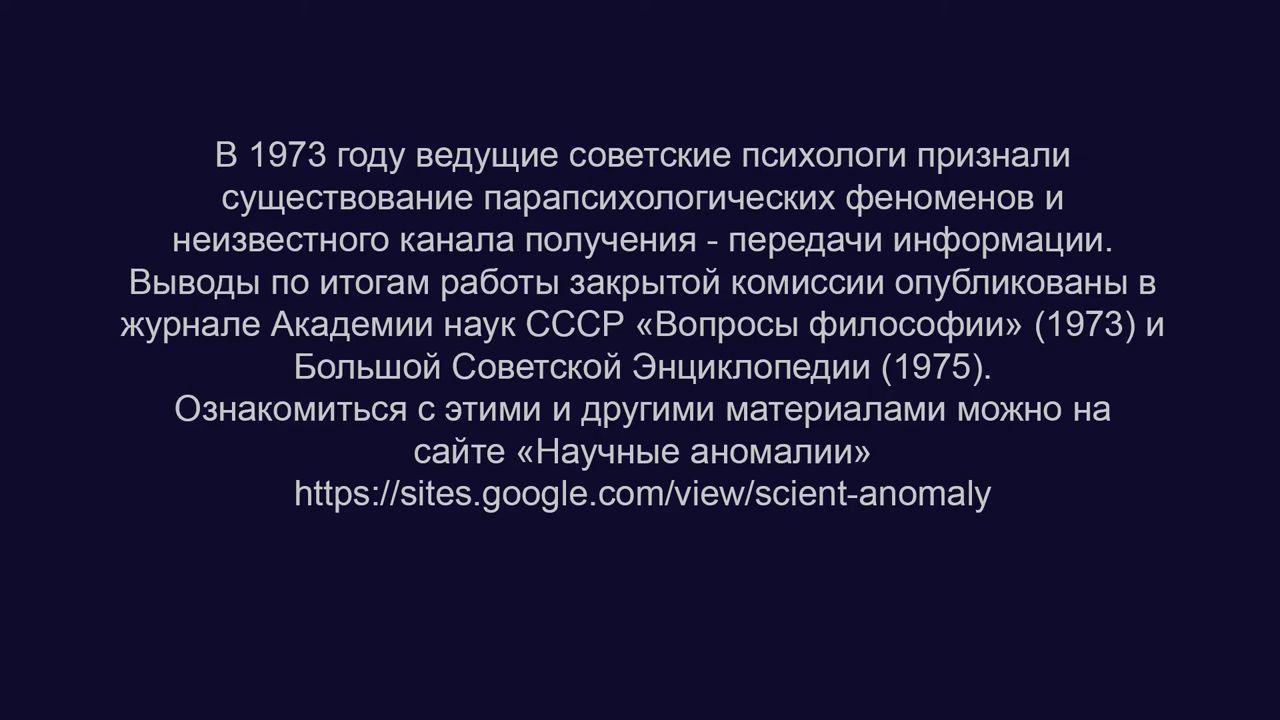 В 1973 году ведущие советские психологи признали
существование парапсихологических феноменов и
неизвестного канала получения - передачи информации.
Выводы по итогам работы закрытой комиссии опубликованы в
журнале Академии наук СССР «Вопросы философии» (1973) и
Большой Советской Энциклопедии (1975).
Ознакомиться с этими и другими материалами можно на
сайте «Научные аномалии»
https://sites.google.com/view/scient-anomaly